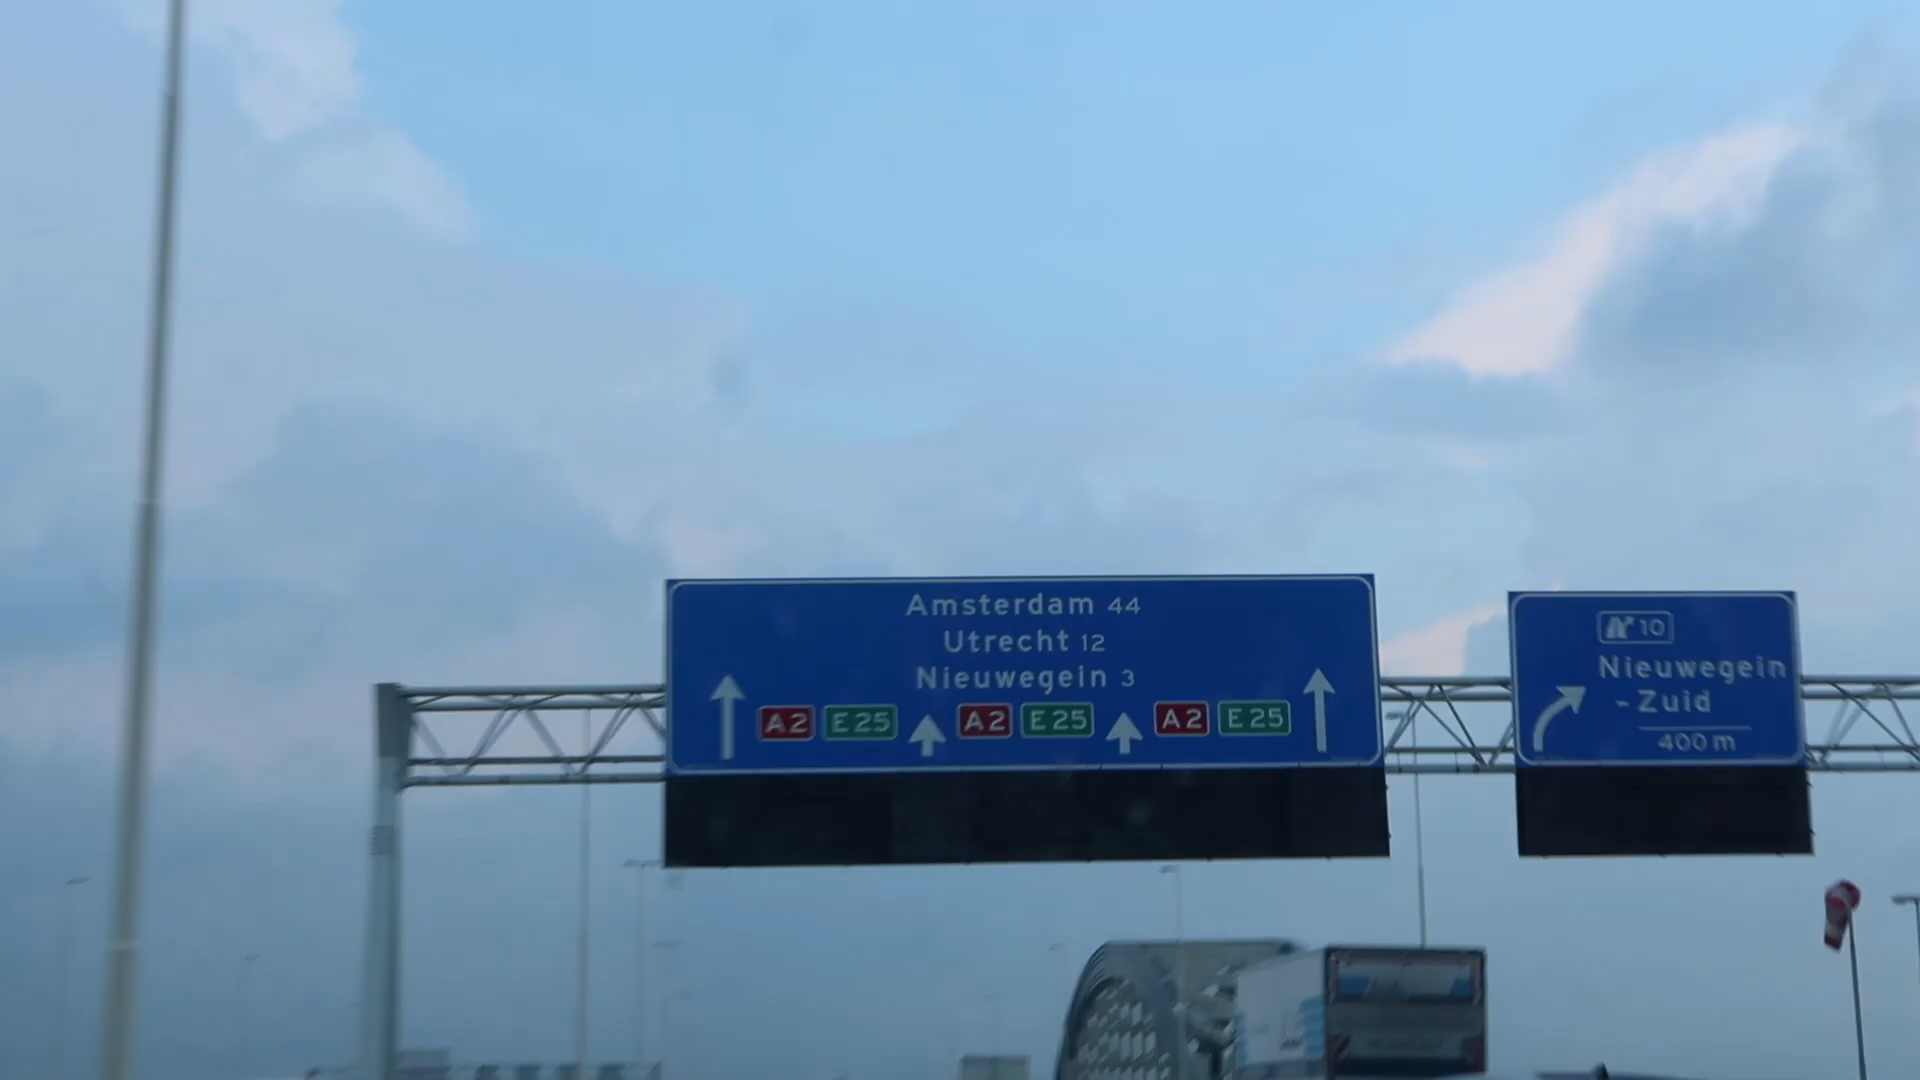 Amsterdam 44
Utrecht 12
Nieuwegein 3
A2 E25 A2 E25 A2 E25
10
Nieuwegein
-Zuid
400 m